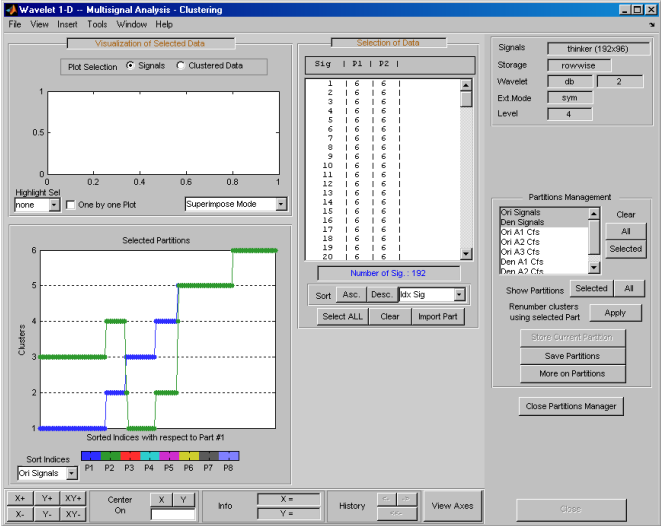 Wavelet 1-D -- Multisignal Analysis - Clustering
File View Insert Tools Window Help
Visualization of Selected Data
Plot Selection Signals Clustered Data
1
0.5
0
0 0.2 0.4 0.6 0.8 1
Highlight Sel
none One by one Plot Superimpose Mode
Selected Partitions
6
5
4
3
2
1
Clusters
Sorted Indices with respect to Part #1
Sort Indices
Ori Signals
P1 P2 P3 P4 P5 P6 P7 P8
Selection of Data
Sig | P1 | P2 |
1 | 6 | 6 |
2 | 6 | 6 |
3 | 6 | 6 |
4 | 6 | 6 |
5 | 6 | 6 |
6 | 6 | 6 |
7 | 6 | 6 |
8 | 6 | 6 |
9 | 6 | 6 |
10 | 6 | 6 |
11 | 6 | 6 |
12 | 6 | 6 |
13 | 6 | 6 |
14 | 6 | 6 |
15 | 6 | 6 |
16 | 6 | 6 |
17 | 6 | 6 |
18 | 6 | 6 |
19 | 6 | 6 |
20 | 6 | 6 |
Number of Sig. : 192
Sort Asc. Desc. Idx Sig
Select ALL Clear Import Part
Signals thinker (192x96)
Storage rowwise
Wavelet db 2
Ext.Mode sym
Level 4
Partitions Management
Ori Signals
Den Signals
Ori A1 Cfs
Ori A2 Cfs
Ori A3 Cfs
Den A1 Cfs
Den A2 Cfs
Clear
All
Selected
Show Partitions Selected All
Renumber clusters
using selected Part
Apply
Store Current Partition
Save Partitions
More on Partitions
Close Partitions Manager
X+ Y+ XY+
X- Y- XY-
Center
On
X Y
Info
X =
Y =
History
<- ->
<<-
View Axes
Close